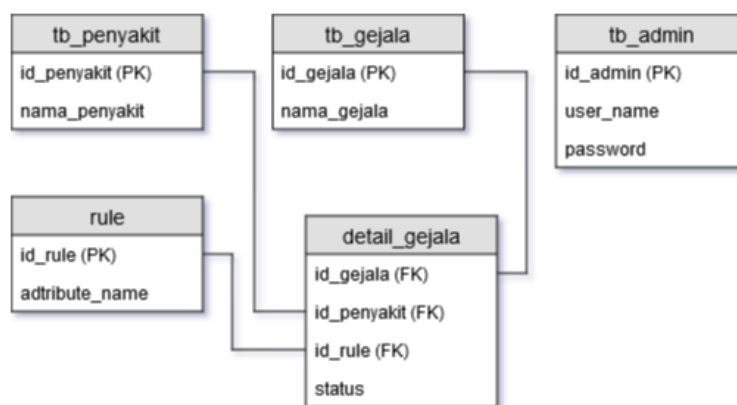 tb_penyakit
id_penyakit (PK)
nama_penyakit
tb_gejala
id_gejala (PK)
nama_gejala
tb_admin
id_admin (PK)
user_name
password
rule
id_rule (PK)
adtribute_name
detail_gejala
id_gejala (FK)
id_penyakit (FK)
id_rule (FK)
status